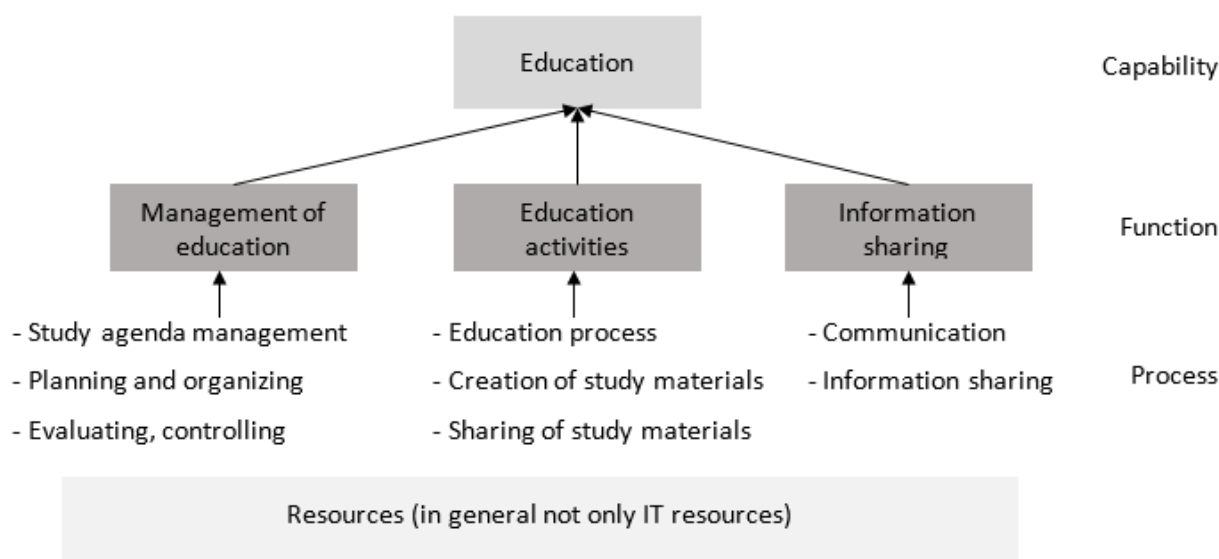 Education
Capability
Management of
education
Education
activities
Information
sharing
Function
- Study agenda management
- Planning and organizing
- Evaluating, controlling
- Education process
- Creation of study materials
- Sharing of study materials
- Communication
- Information sharing
Process
Resources (in general not only IT resources)